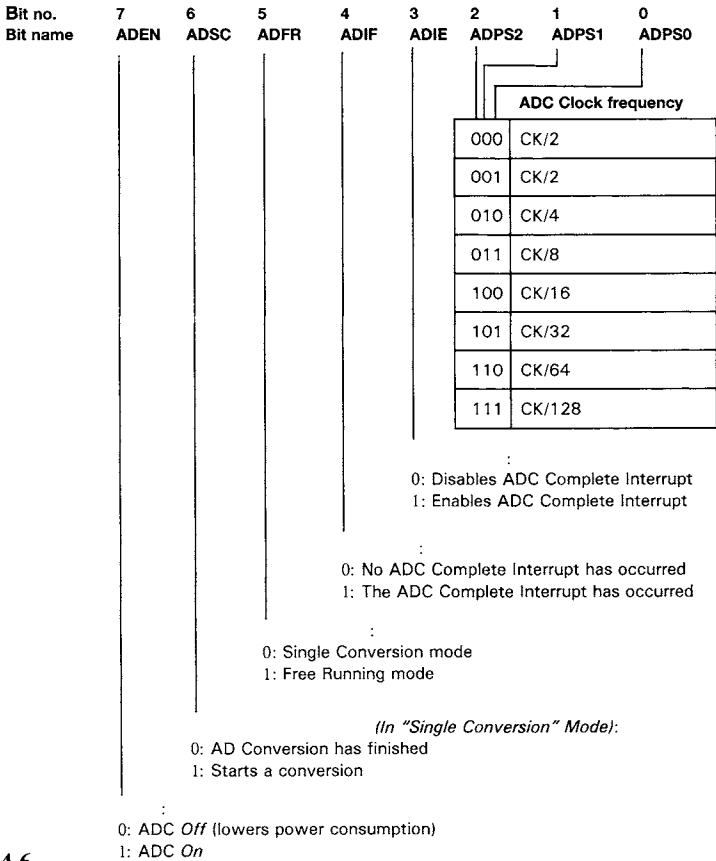 Bit no. 7 6 5 4 3 2 1 0
Bit name ADEN ADSC ADFR ADIF ADIE ADPS2 ADPS1 ADPS0
ADC Clock frequency
000 CK/2
001 CK/2
010 CK/4
011 CK/8
100 CK/16
101 CK/32
110 CK/64
111 CK/128
:
0: Disables ADC Complete Interrupt
1: Enables ADC Complete Interrupt
:
0: No ADC Complete Interrupt has occurred
1: The ADC Complete Interrupt has occurred
:
0: Single Conversion mode
1: Free Running mode
(In "Single Conversion" Mode):
0: AD Conversion has finished
1: Starts a conversion
:
0: ADC Off (lowers power consumption)
1: ADC On